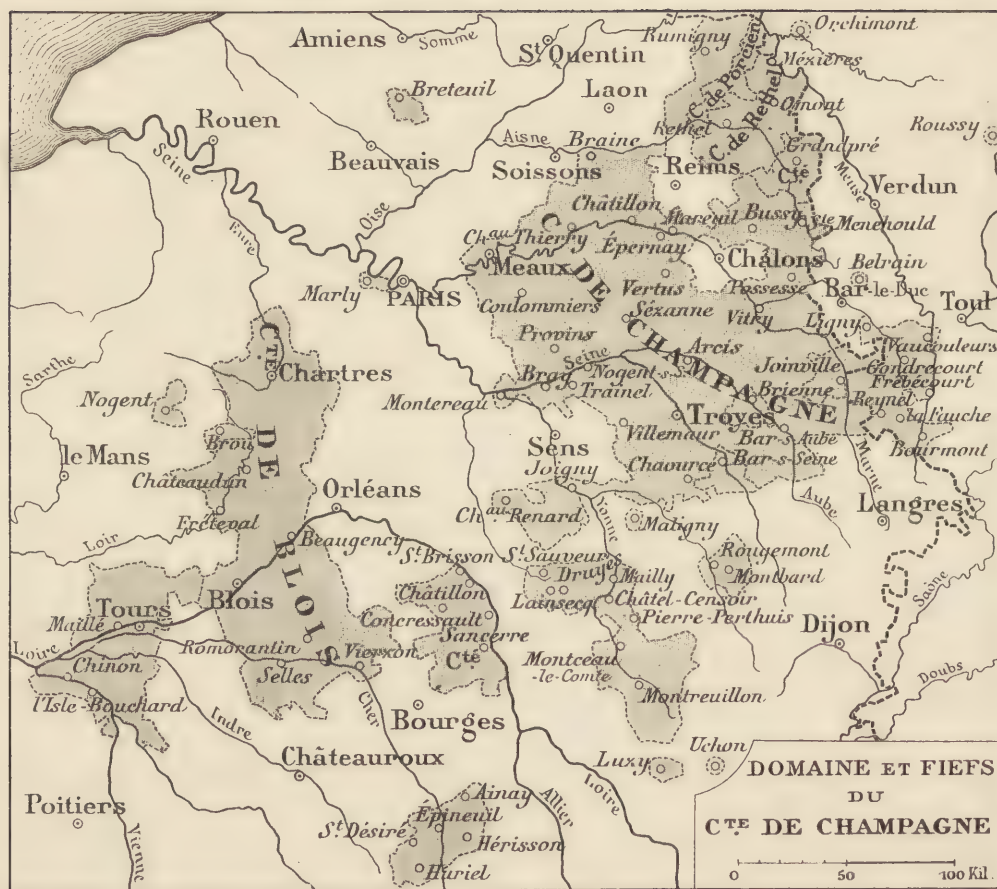 Amiens
Somme
St. Quentin
Rumigny
Orchimont
Mézières
Breteuil
Laon
C. de Porcien
C. de Rethel
Omont
Rouen
Seine
Beauvais
Aisne
Braine
Soissons
Rethel
Reims
Grandpré
Cté
Roussy
Meuse
Verdun
Oise
Eure
Châtillon
Mareuil
Bussy
Ste Menehould
Chau Thierry
Épernay
Meaux
Châlons
Belrain
Marly
PARIS
Coulommiers
Vertus
Possesse
Bar-le-Duc
Toul
Sézanne
Vitry
Ligny
C. DE CHAMPAGNE
Provins
Seine
Arcis
Joinville
Vaucouleurs
Gondrecourt
Sarthe
Cte. DE BLOIS
Chartres
Bray
Nogent-s-S.
Trainel
Brienne
Frébécourt
Reynel
la Fauche
Nogent
Montereau
Troyes
Brou
Villemaur
Bar-s-Aube
Bourmont
le Mans
Sens
Châteaudun
Joigny
Chaource
Bar-s-Seine
Marne
Orléans
Aube
Langres
Fréteval
Chau Renard
Yonne
Maligny
Loir
Beaugency
St. Brisson
St. Sauveur
Druyes
Rougemont
Montbard
Mailly
Saône
Tours
Blois
Châtillon
Lainsecq
Châtel-Censoir
Maillé
Concressault
Pierre-Perthuis
Dijon
Loire
Romorantin
Sancerre
Cté
Chinon
Selles
Vierzon
Montceau
-le-Comte
Doubs
l'Isle-Bouchard
Montreuillon
Cher
Bourges
Indre
Châteauroux
Luzy
Uchon
Loire
Allier
Poitiers
Vienne
Ainay
Épineuil
St. Désiré
Hérisson
Huriel
DOMAINE ET FIEFS
DU
CTE. DE CHAMPAGNE
0 50 100 Kil.